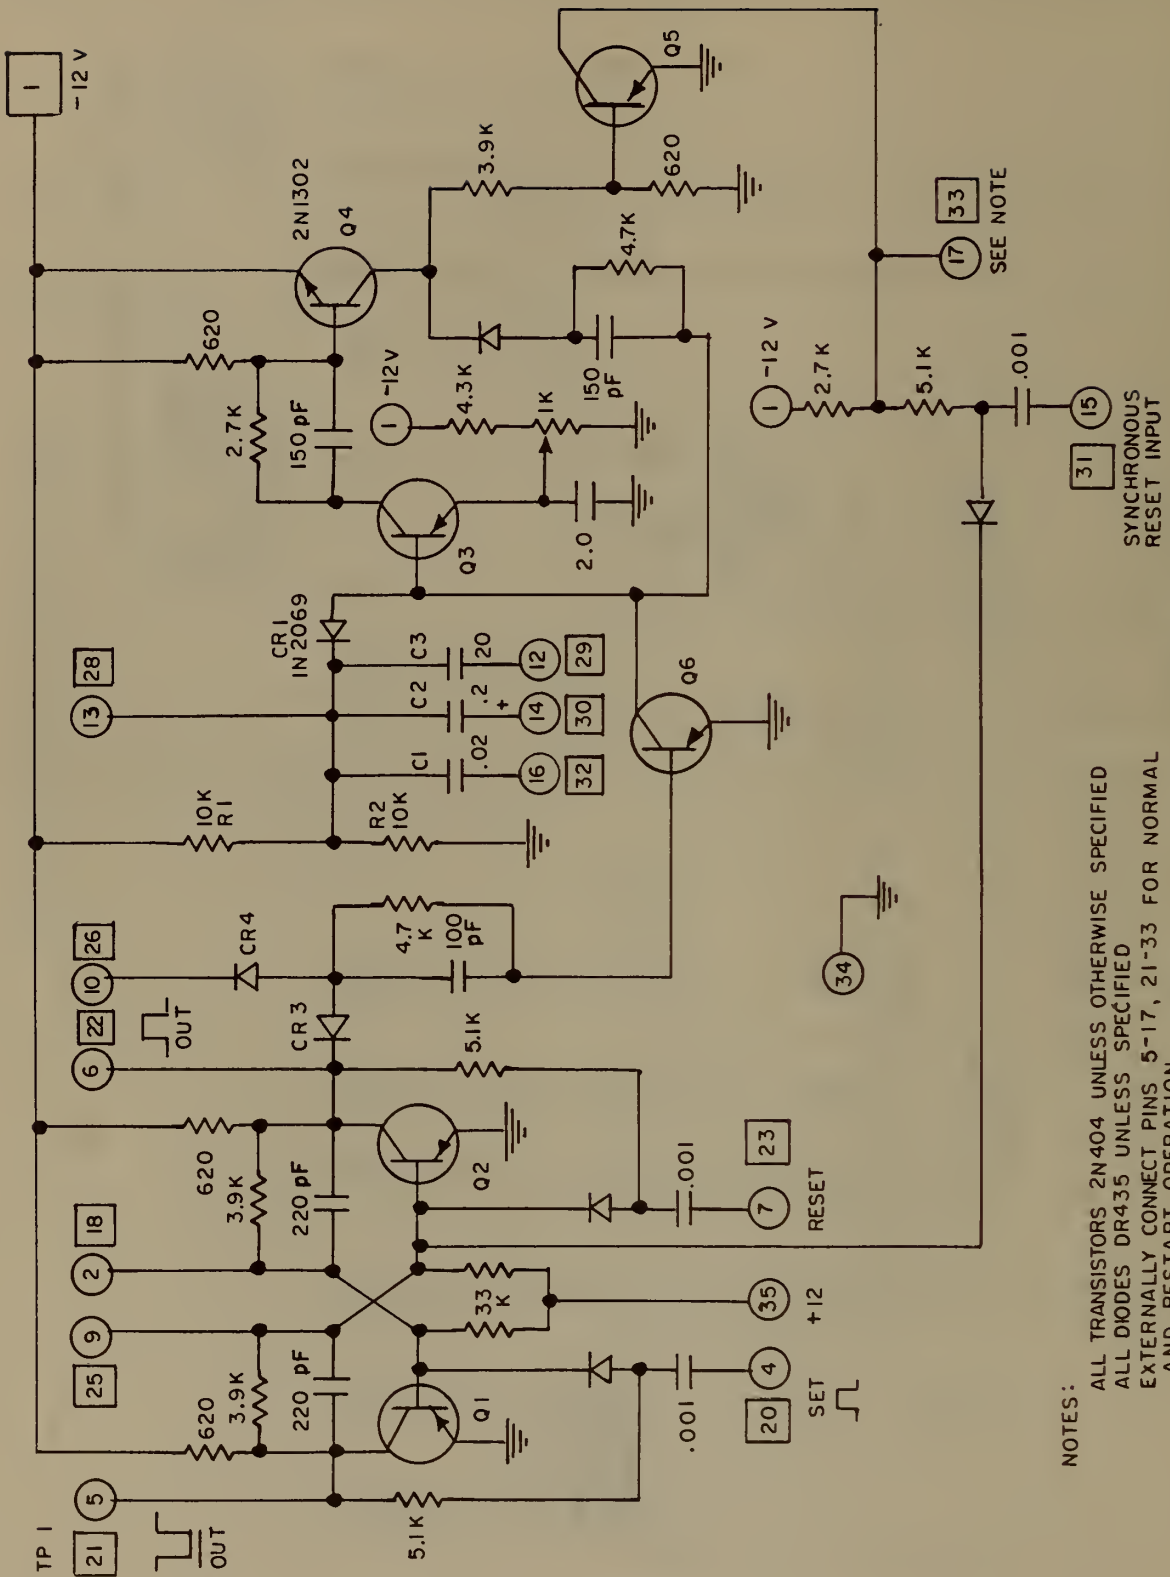 TP 1
21
5
OUT
25
9
2
18
6
22
OUT
10
26
13
28
1
-12 V
620
3.9K
220 pF
Q1
5.1K
620
3.9K
220 pF
Q2
33
K
.001
4
20
SET
35
+12
.001
7
23
RESET
5.1K
CR3
CR4
4.7
K
100
pF
10K
R1
R2
10K
C1
.02
16
32
C2
.2
+
14
30
C3
20
12
29
CR1
IN 2069
Q6
34
Q3
2.0
2.7K
150 pF
620
1
-12V
4.3K
1K
2N1302
Q4
150
pF
4.7K
3.9K
620
Q5
1
-12 V
2.7K
5.1K
.001
15
31
SYNCHRONOUS
RESET INPUT
17
33
SEE NOTE
NOTES:
ALL TRANSISTORS 2N404 UNLESS OTHERWISE SPECIFIED
ALL DIODES DR435 UNLESS SPECIFIED
EXTERNALLY CONNECT PINS 5-17, 21-33 FOR NORMAL
AND RESTART OPERATION